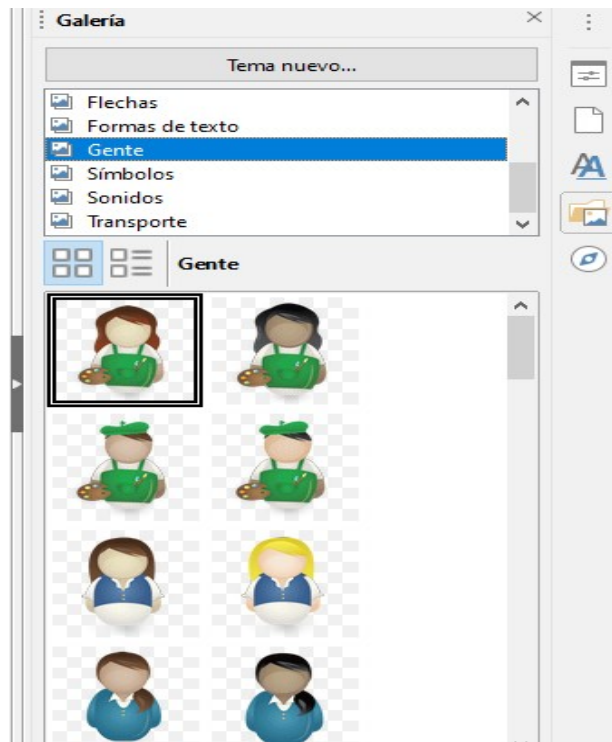 Galería
Tema nuevo...
Flechas
Formas de texto
Gente
Símbolos
Sonidos
Transporte
Gente